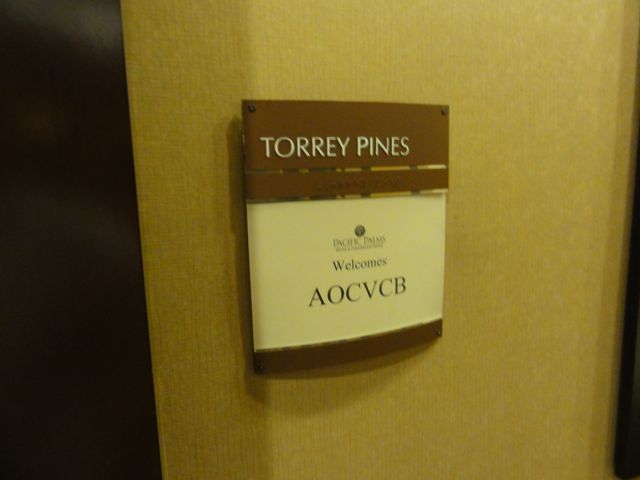 TORREY PINES
PACIFIC PALMS
Welcomes
AOCVCB